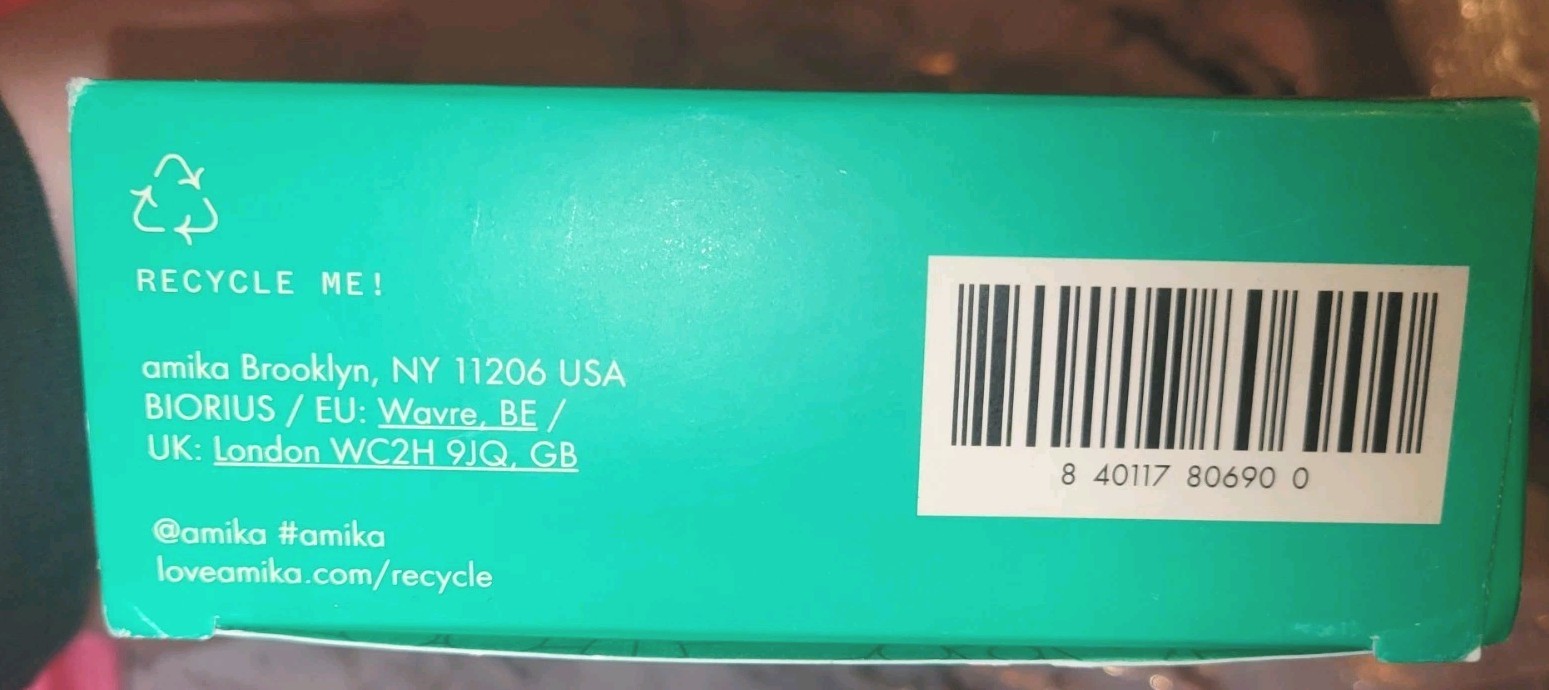 RECYCLE ME!
amika Brooklyn, NY 11206 USA
BIORIUS / EU: Wavre, BE /
UK: London WC2H 9JQ, GB
@amika #amika
loveamika.com/recycle
8 40117 80690 0